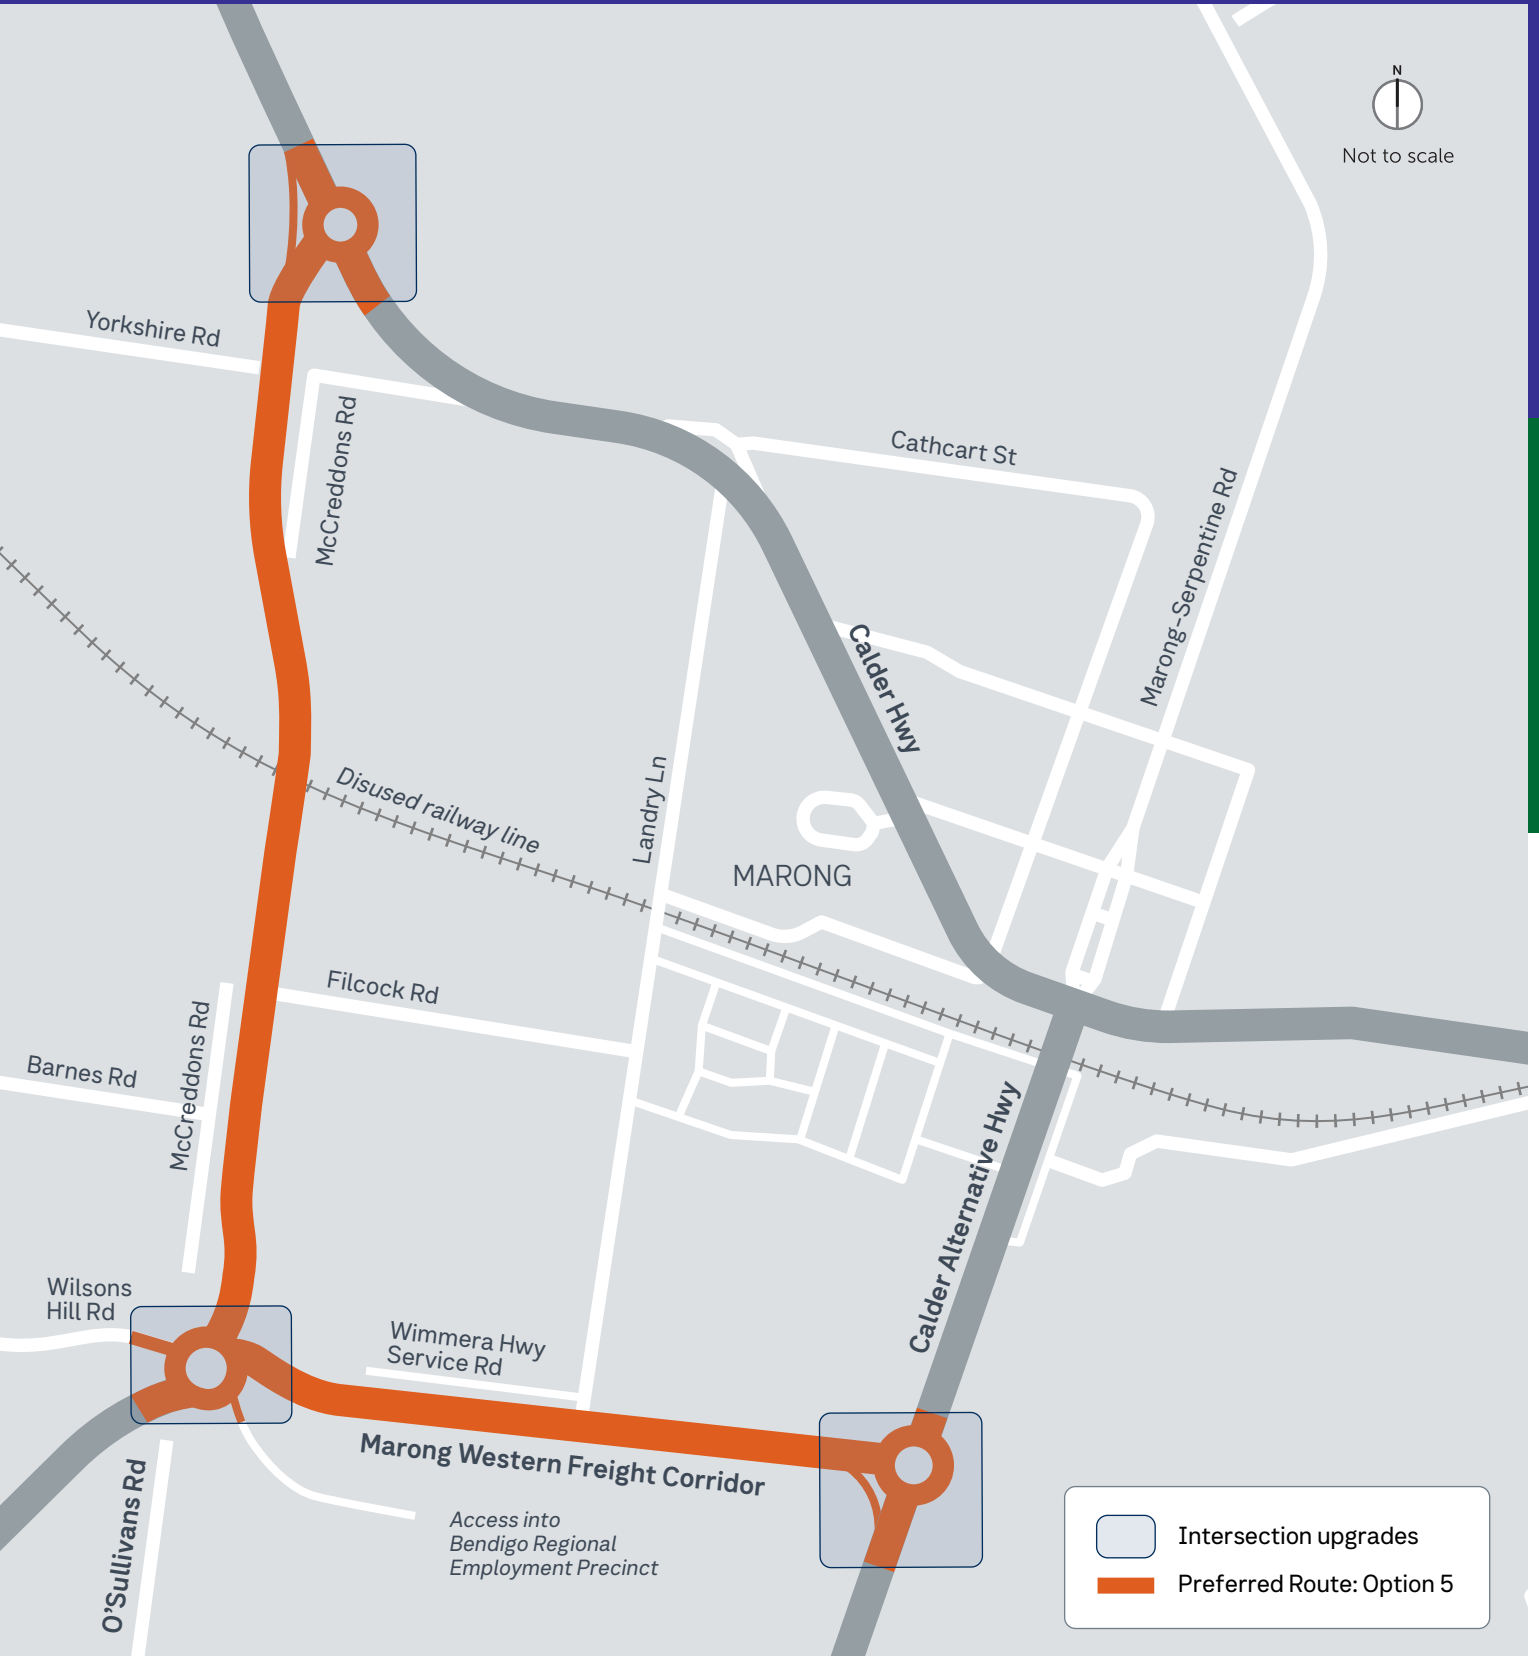 N
Not to scale
Yorkshire Rd
McCreddons Rd
Cathcart St
Marong-Serpentine Rd
Calder Hwy
Disused railway line
Landry Ln
MARONG
Filcock Rd
McCreddons Rd
Barnes Rd
Calder Alternative Hwy
Wilsons
Hill Rd
Wimmera Hwy
Service Rd
Marong Western Freight Corridor
O'Sullivans Rd
Access into
Bendigo Regional
Employment Precinct
Intersection upgrades
Preferred Route: Option 5